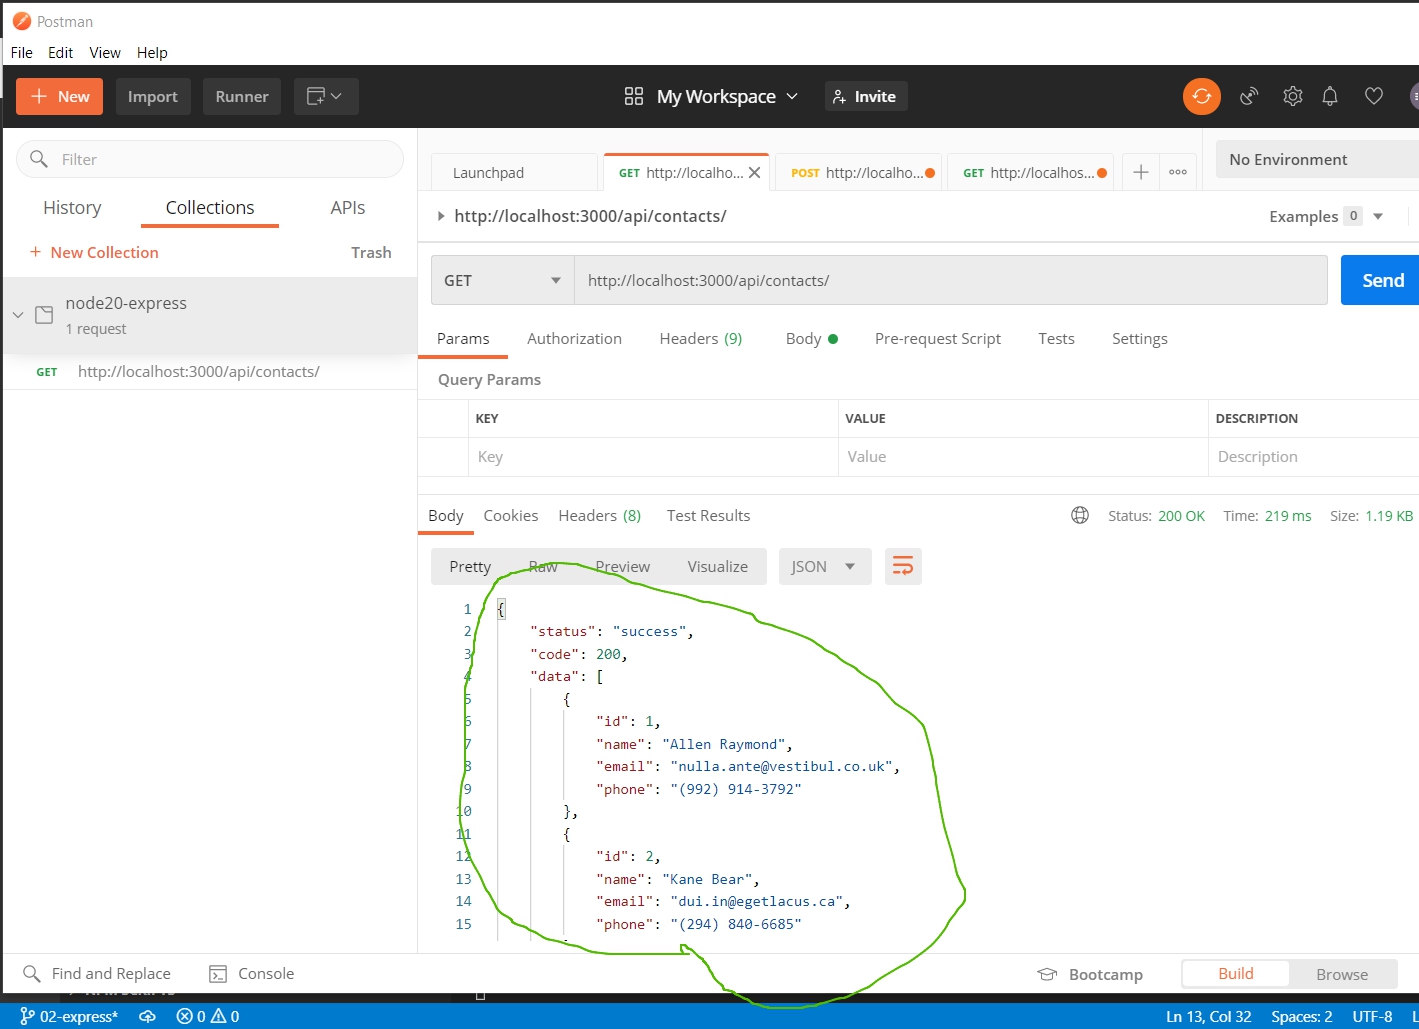 Postman
File Edit View Help
+ New Import Runner My Workspace Invite
Filter
History Collections APIs
+ New Collection Trash
node20-express
1 request
GET http://localhost:3000/api/contacts/
Launchpad GET http://localho... POST http://localho... GET http://localhos... No Environment
http://localhost:3000/api/contacts/ Examples 0
GET http://localhost:3000/api/contacts/ Send
Params Authorization Headers (9) Body Pre-request Script Tests Settings
Query Params
KEY VALUE DESCRIPTION
Key Value Description
Body Cookies Headers (8) Test Results Status: 200 OK Time: 219 ms Size: 1.19 KB
Pretty Raw Preview Visualize JSON
1 {
2 "status": "success",
3 "code": 200,
4 "data": [
5 {
6 "id": 1,
7 "name": "Allen Raymond",
8 "email": "nulla.ante@vestibul.co.uk",
9 "phone": "(992) 914-3792"
10 },
11 {
12 "id": 2,
13 "name": "Kane Bear",
14 "email": "dui.in@egetlacus.ca",
15 "phone": "(294) 840-6685"
Find and Replace Console Bootcamp Build Browse
02-express* 0 0 Ln 13, Col 32 Spaces: 2 UTF-8